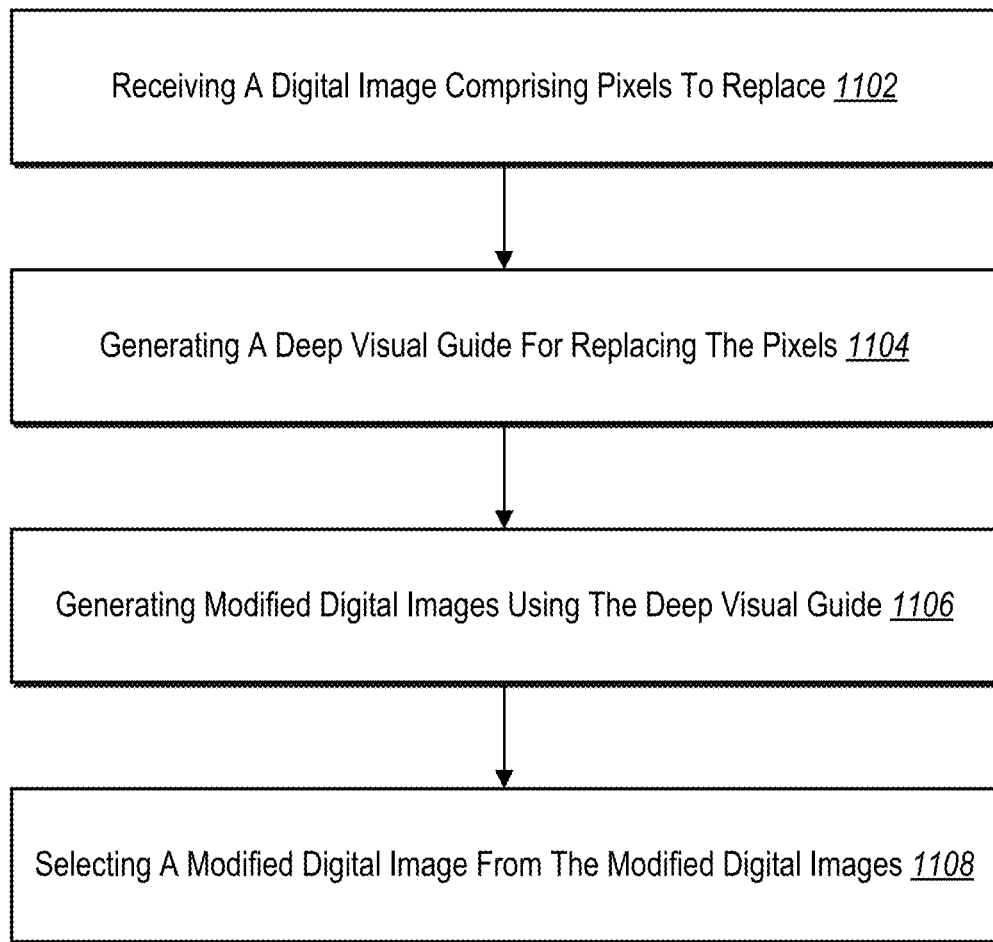 Receiving A Digital Image Comprising Pixels To Replace 1102
Generating A Deep Visual Guide For Replacing The Pixels 1104
Generating Modified Digital Images Using The Deep Visual Guide 1106
Selecting A Modified Digital Image From The Modified Digital Images 1108